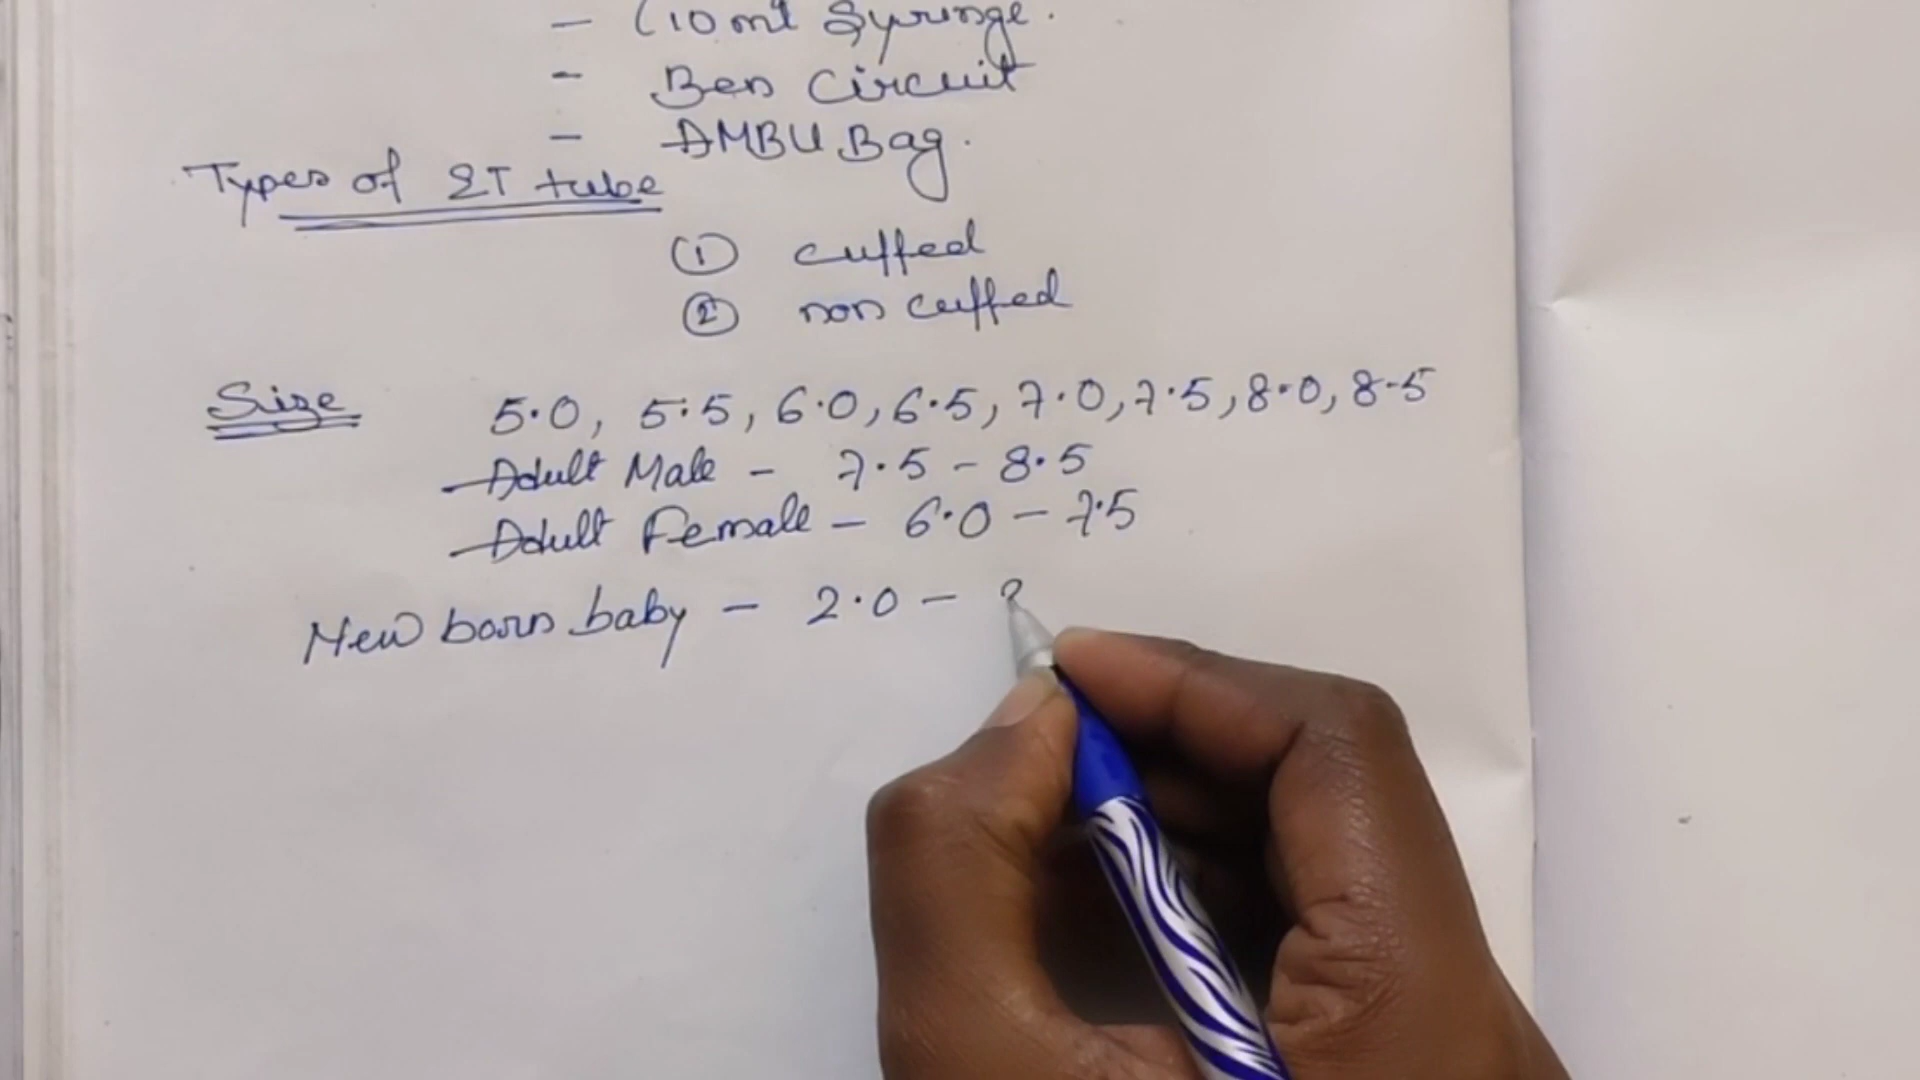 - (10 ml Syringe.
- Ben Circuit
- AMBU Bag.
Types of ET tube
① cuffed
② non cuffed
Size 5.0, 5.5, 6.0, 6.5, 7.0, 7.5, 8.0, 8.5
Adult Male - 7.5 - 8.5
Adult Female - 6.0 - 7.5
New born baby - 2.0 -